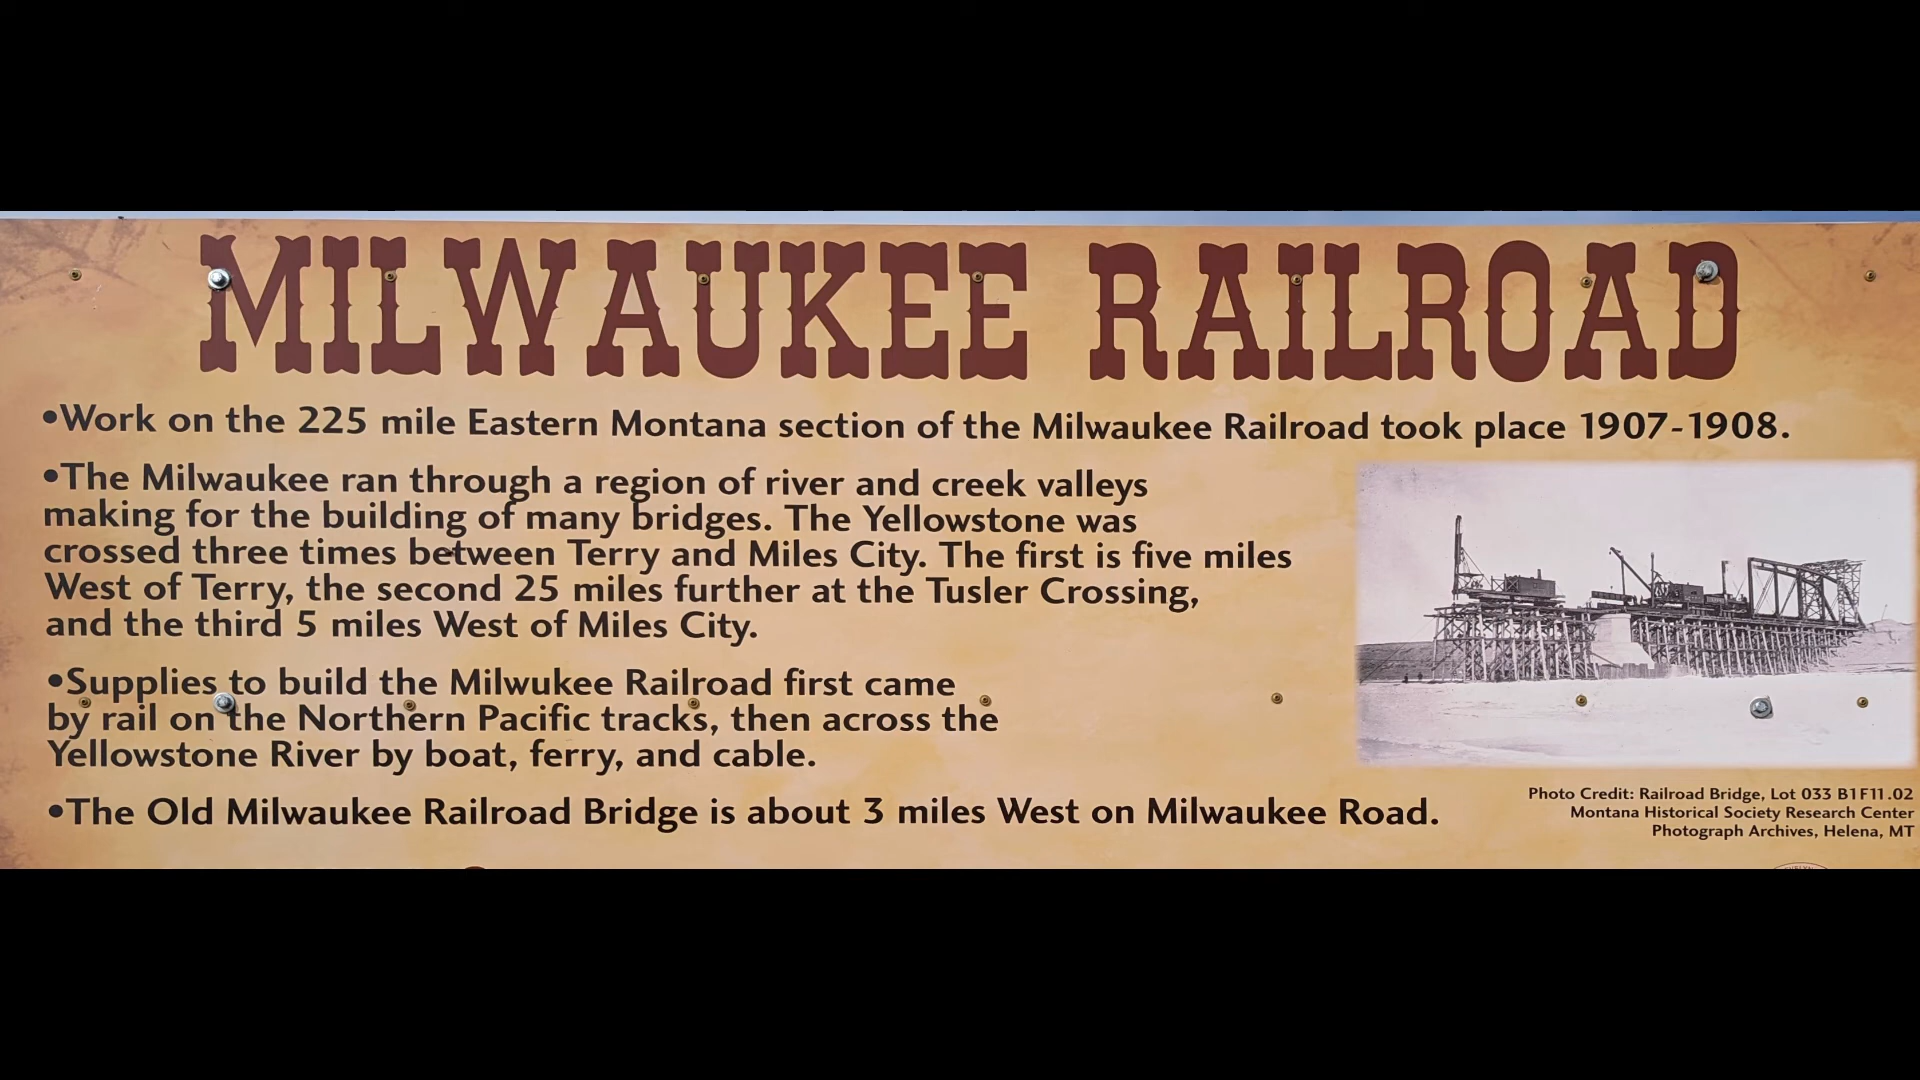 MILWAUKEE RAILROAD
•Work on the 225 mile Eastern Montana section of the Milwaukee Railroad took place 1907-1908.
•The Milwaukee ran through a region of river and creek valleys
making for the building of many bridges. The Yellowstone was
crossed three times between Terry and Miles City. The first is five miles
West of Terry, the second 25 miles further at the Tusler Crossing,
and the third 5 miles West of Miles City.
•Supplies to build the Milwukee Railroad first came
by rail on the Northern Pacific tracks, then across the
Yellowstone River by boat, ferry, and cable.
•The Old Milwaukee Railroad Bridge is about 3 miles West on Milwaukee Road.
Photo Credit: Railroad Bridge, Lot 033 B1F11.02
Montana Historical Society Research Center
Photograph Archives, Helena, MT